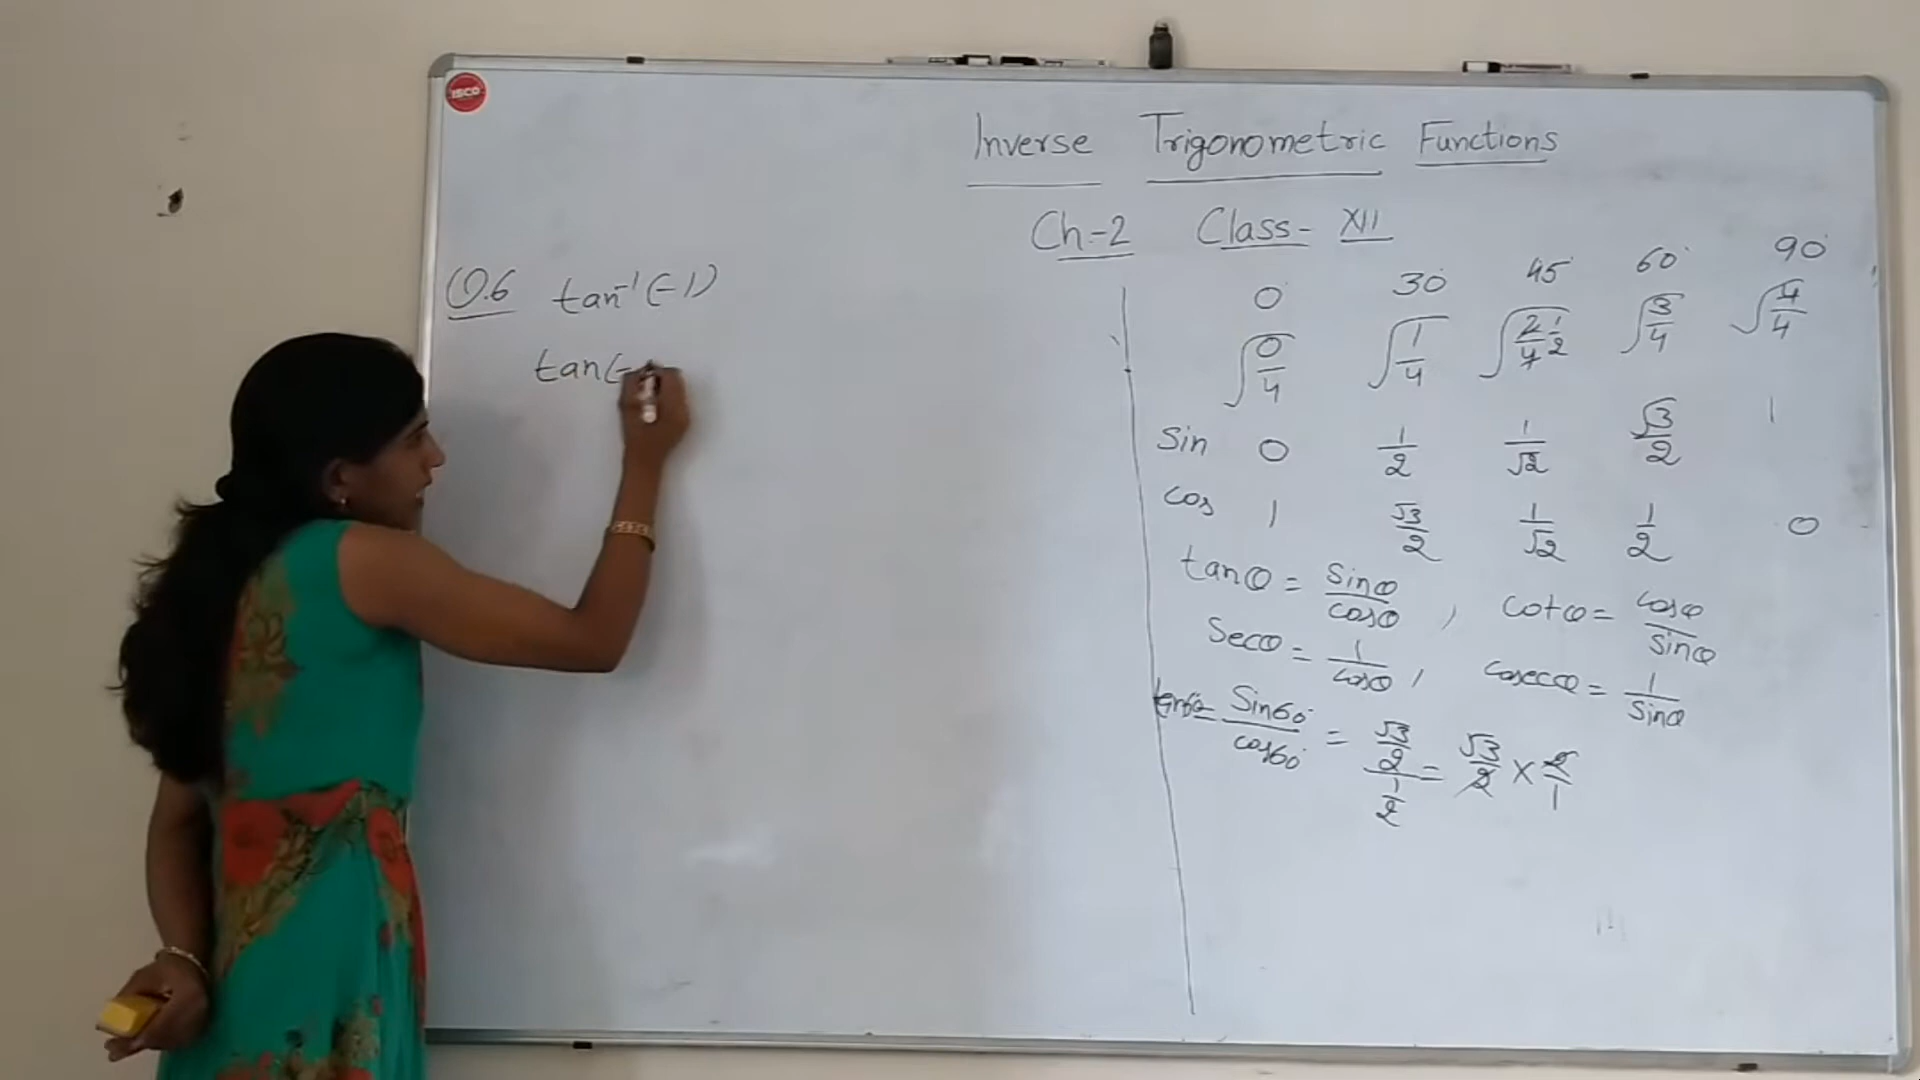 ISCO
Inverse Trigonometric Functions
Ch-2 Class- XII
Q.6 tan⁻¹(-1)
tan(-
0 30° 45° 60° 90°
√0/4 √1/4 √2/4 1/2 √3/4 √4/4
sin 0 1/2 1/√2 √3/2 1
cos 1 √3/2 1/√2 1/2 0
tanθ = sinθ/cosθ , cotθ = cosθ/sinθ
Secθ = 1/cosθ , cosecθ = 1/sinθ
Sin60°/cos60° = √3/2/1/2 = √3/2 × 2/1